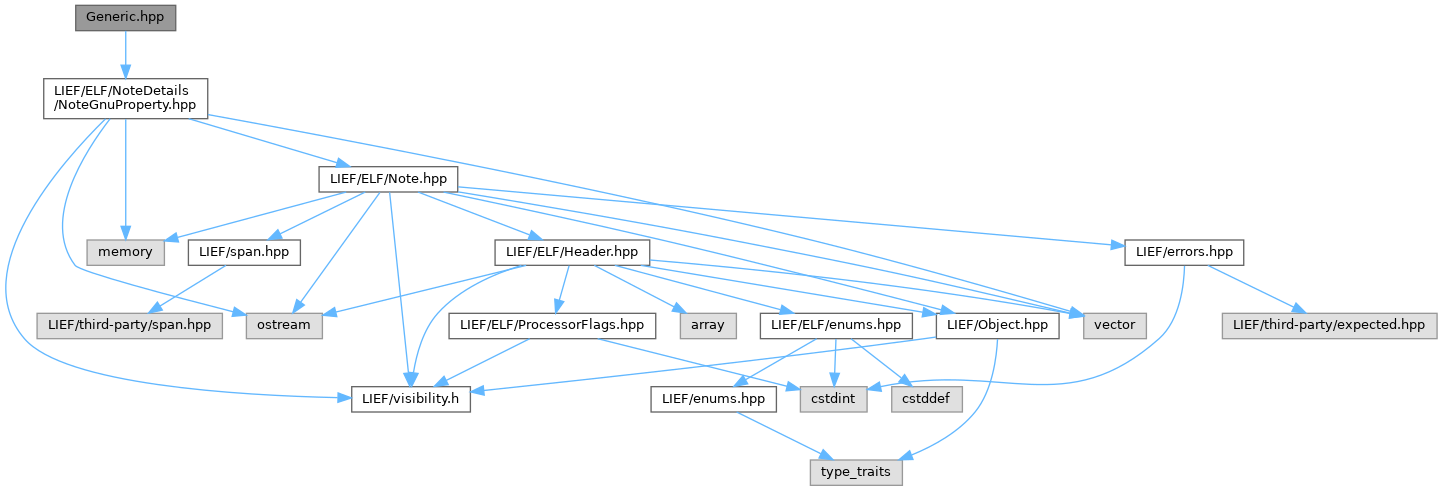 Generic.hpp
LIEF/ELF/NoteDetails
/NoteGnuProperty.hpp
LIEF/ELF/Note.hpp
memory
LIEF/span.hpp
LIEF/ELF/Header.hpp
LIEF/errors.hpp
LIEF/third-party/span.hpp
ostream
LIEF/ELF/ProcessorFlags.hpp
array
LIEF/ELF/enums.hpp
LIEF/Object.hpp
vector
LIEF/third-party/expected.hpp
LIEF/visibility.h
LIEF/enums.hpp
cstdint
cstddef
type_traits